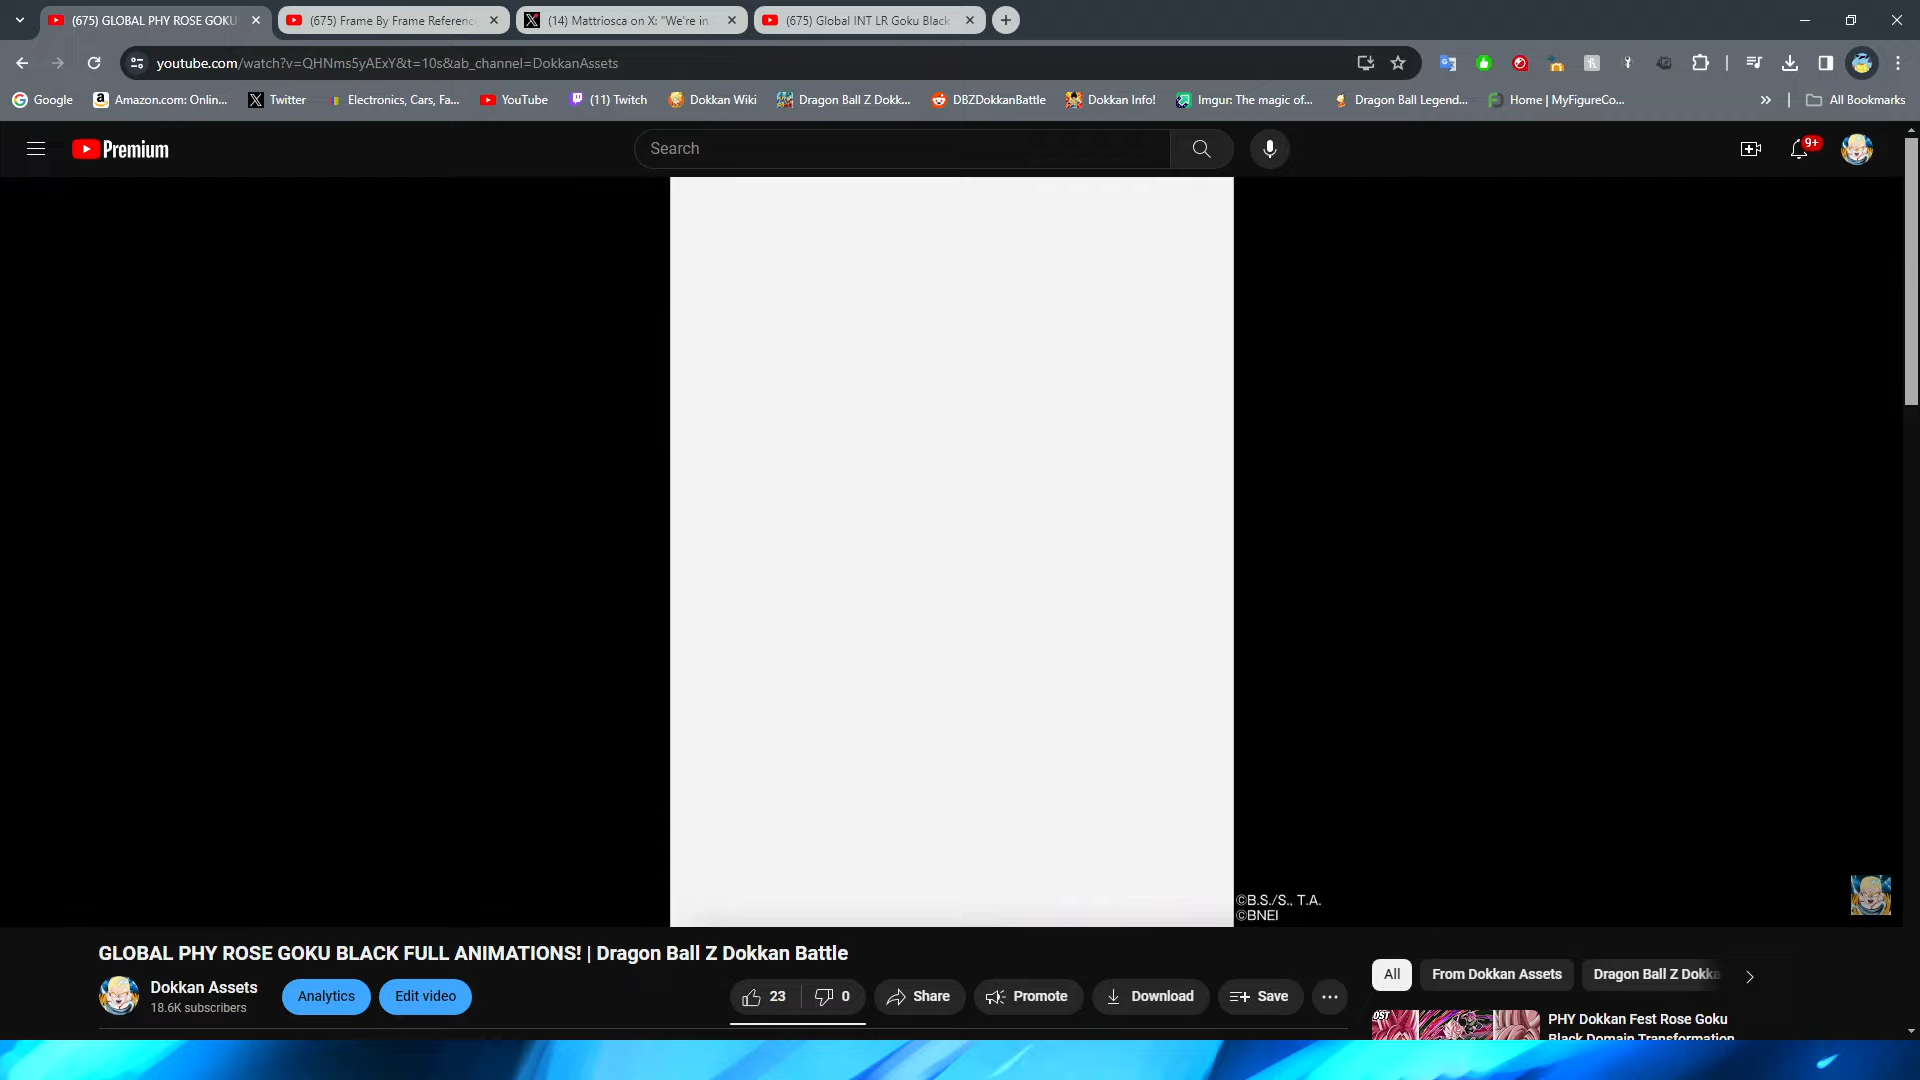 (675) GLOBAL PHY ROSE GOKU
(675) Frame By Frame Referenc
(14) Mattriosca on X: "We're in
(675) Global INT LR Goku Black
youtube.com/watch?v=QHNms5yAExY&t=10s&ab_channel=DokkanAssets
Google
Amazon.com: Onlin...
Twitter
Electronics, Cars, Fa...
YouTube
(11) Twitch
Dokkan Wiki
Dragon Ball Z Dokk...
DBZDokkanBattle
Dokkan Info!
Imgur: The magic of...
Dragon Ball Legend...
Home | MyFigureCo...
All Bookmarks
Premium
Search
9+
©B.S./S., T.A.
©BNEI
GLOBAL PHY ROSE GOKU BLACK FULL ANIMATIONS! | Dragon Ball Z Dokkan Battle
Dokkan Assets
18.6K subscribers
Analytics
Edit video
23
0
Share
Promote
Download
Save
All
From Dokkan Assets
Dragon Ball Z Dokka
OST
PHY Dokkan Fest Rose Goku
Black Domain Transformation